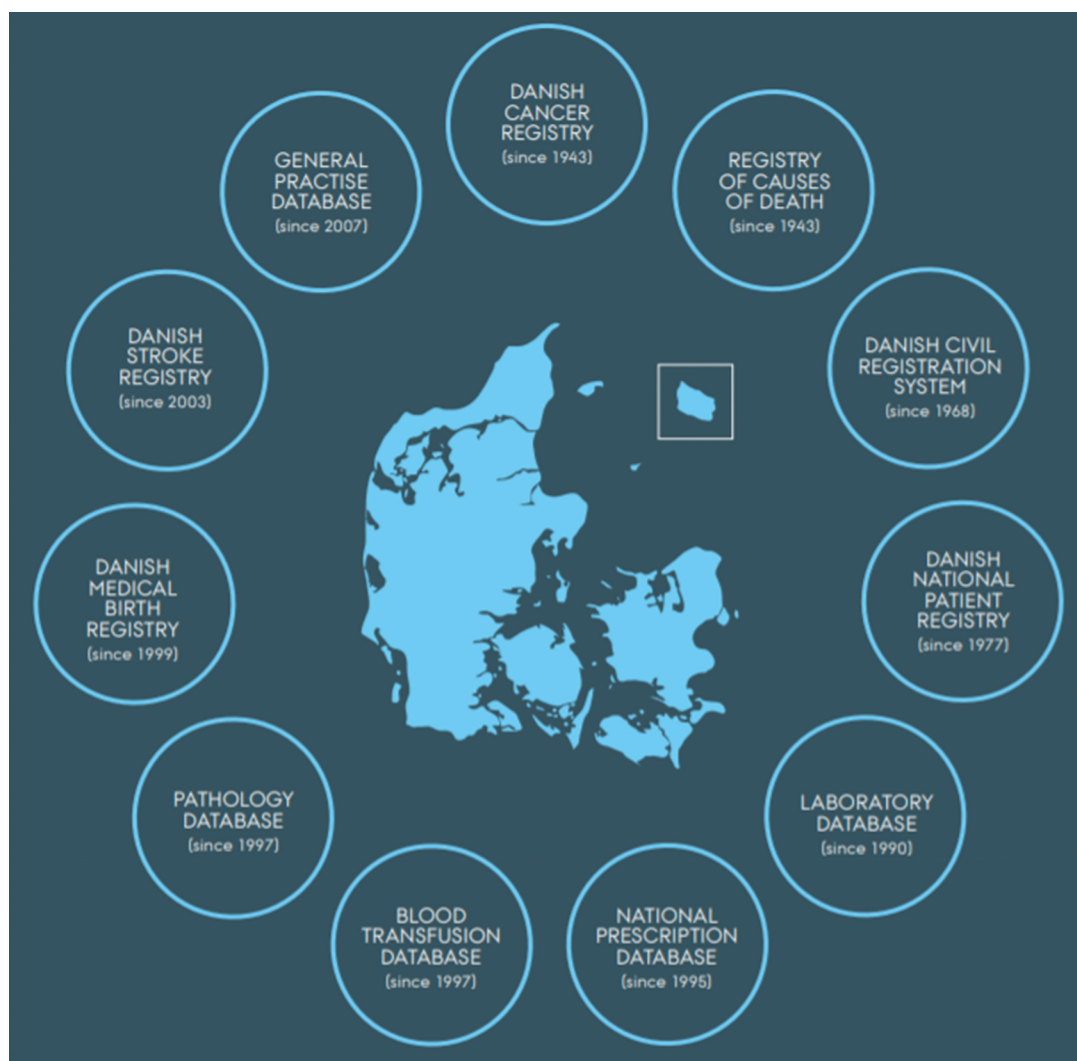 DANISH
CANCER
REGISTRY
(since 1943)
REGISTRY
OF CAUSES
OF DEATH
(since 1943)
DANISH CIVIL
REGISTRATION
SYSTEM
(since 1968)
DANISH
NATIONAL
PATIENT
REGISTRY
(since 1977)
LABORATORY
DATABASE
(since 1990)
NATIONAL
PRESCRIPTION
DATABASE
(since 1995)
BLOOD
TRANSFUSION
DATABASE
(since 1997)
PATHOLOGY
DATABASE
(since 1997)
DANISH
MEDICAL
BIRTH
REGISTRY
(since 1999)
DANISH
STROKE
REGISTRY
(since 2003)
GENERAL
PRACTISE
DATABASE
(since 2007)